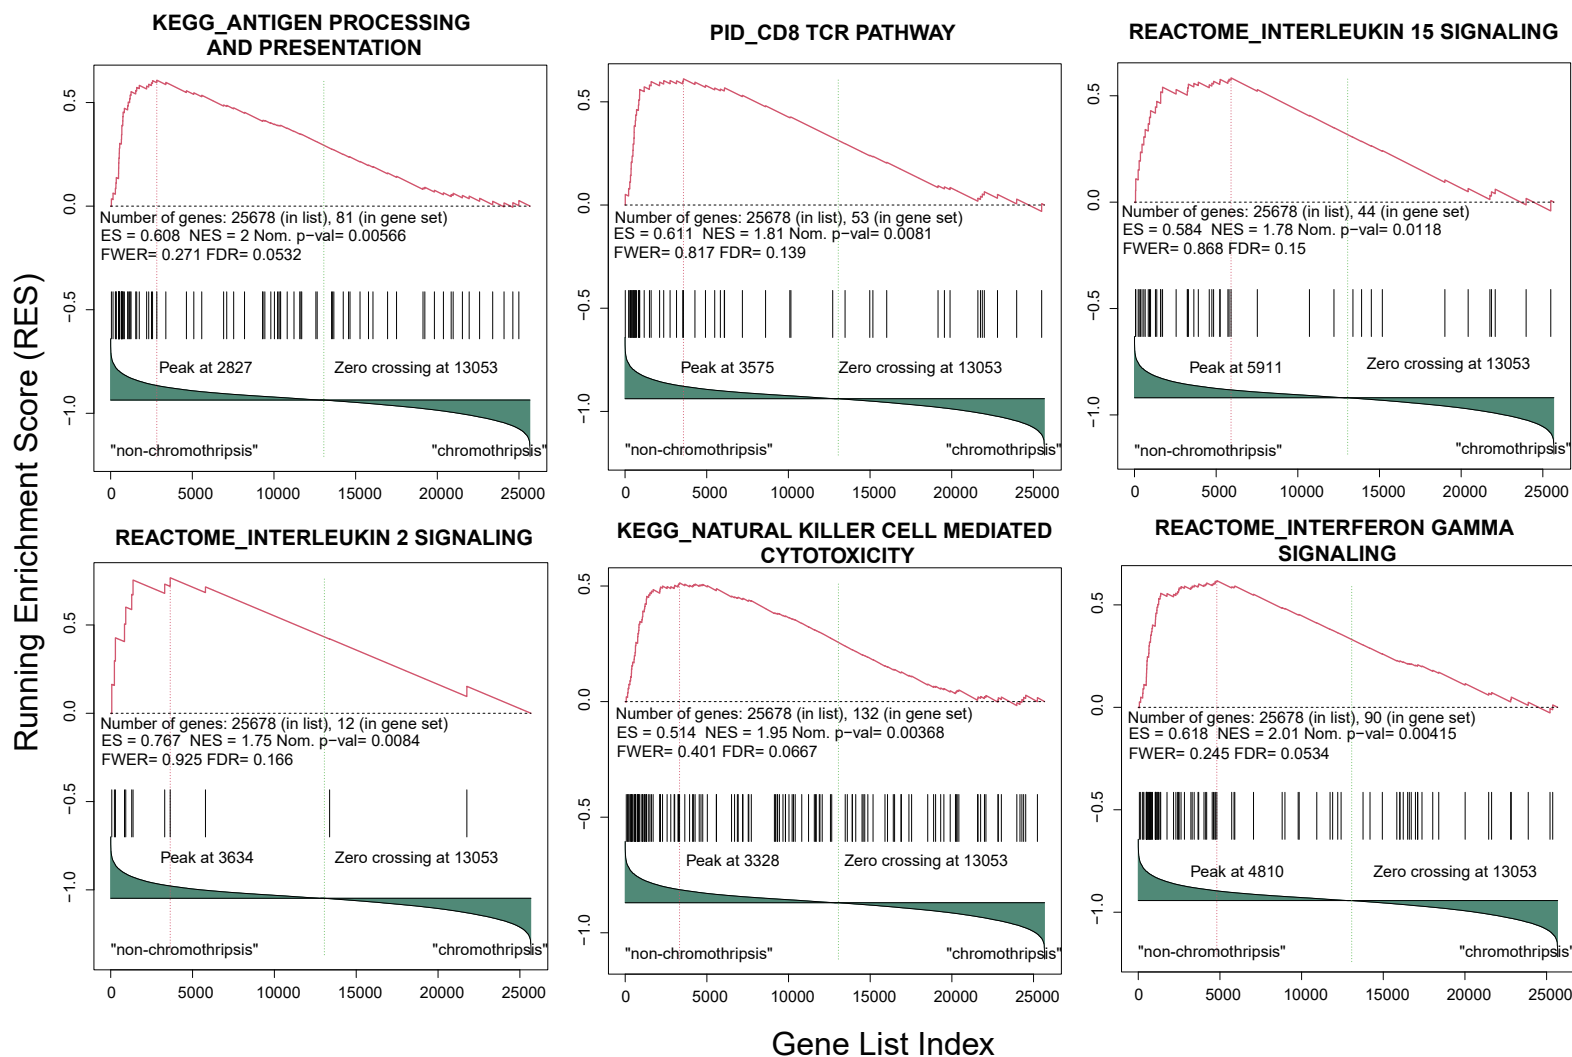 KEGG_ANTIGEN PROCESSING
AND PRESENTATION
0.5
0.0
−0.5
−1.0
Number of genes: 25678 (in list), 81 (in gene set)
ES = 0.608 NES = 2 Nom. p−val= 0.00566
FWER= 0.271 FDR= 0.0532
Peak at 2827
Zero crossing at 13053
"non-chromothripsis"
"chromothripsis"
0 5000 10000 15000 20000 25000
PID_CD8 TCR PATHWAY
0.5
0.0
−0.5
−1.0
Number of genes: 25678 (in list), 53 (in gene set)
ES = 0.611 NES = 1.81 Nom. p−val= 0.0081
FWER= 0.817 FDR= 0.139
Peak at 3575
Zero crossing at 13053
"non-chromothripsis"
"chromothripsis"
0 5000 10000 15000 20000 25000
REACTOME_INTERLEUKIN 15 SIGNALING
0.5
0.0
−0.5
−1.0
Number of genes: 25678 (in list), 44 (in gene set)
ES = 0.584 NES = 1.78 Nom. p−val= 0.0118
FWER= 0.868 FDR= 0.15
Peak at 5911
Zero crossing at 13053
"non-chromothripsis"
"chromothripsis"
0 5000 10000 15000 20000 25000
Running Enrichment Score (RES)
REACTOME_INTERLEUKIN 2 SIGNALING
0.5
0.0
−0.5
−1.0
Number of genes: 25678 (in list), 12 (in gene set)
ES = 0.767 NES = 1.75 Nom. p−val= 0.0084
FWER= 0.925 FDR= 0.166
Peak at 3634
Zero crossing at 13053
"non-chromothripsis"
"chromothripsis"
0 5000 10000 15000 20000 25000
KEGG_NATURAL KILLER CELL MEDIATED
CYTOTOXICITY
0.5
0.0
−0.5
−1.0
Number of genes: 25678 (in list), 132 (in gene set)
ES = 0.514 NES = 1.95 Nom. p−val= 0.00368
FWER= 0.401 FDR= 0.0667
Peak at 3328
Zero crossing at 13053
"non-chromothripsis"
"chromothripsis"
0 5000 10000 15000 20000 25000
REACTOME_INTERFERON GAMMA
SIGNALING
0.5
0.0
−0.5
−1.0
Number of genes: 25678 (in list), 90 (in gene set)
ES = 0.618 NES = 2.01 Nom. p−val= 0.00415
FWER= 0.245 FDR= 0.0534
Peak at 4810
Zero crossing at 13053
"non-chromothripsis"
"chromothripsis"
0 5000 10000 15000 20000 25000
Gene List Index